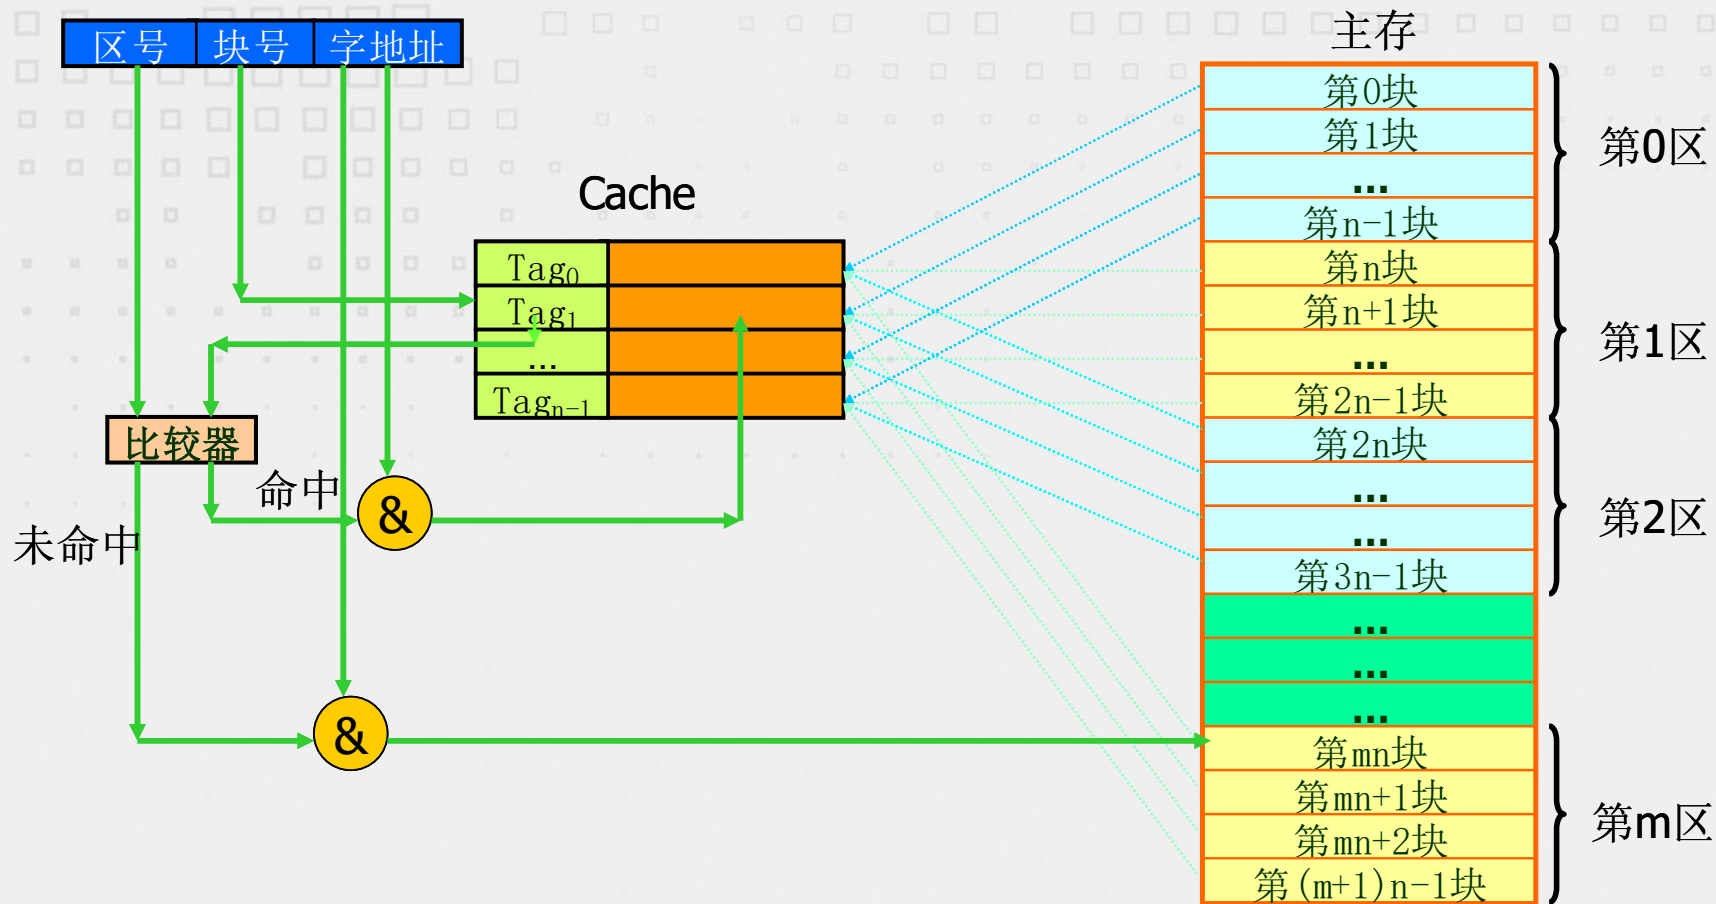 区号 块号 字地址
主存
第0块
第1块
第0区
...
第n-1块
Cache
Tag0
Tag1
...
Tagn-1
第n块
第n+1块
第1区
...
第2n-1块
比较器
命中
&
未命中
&
第2n块
...
第2区
...
第3n-1块
...
...
...
第mn块
第mn+1块
第m区
第mn+2块
第(m+1)n-1块